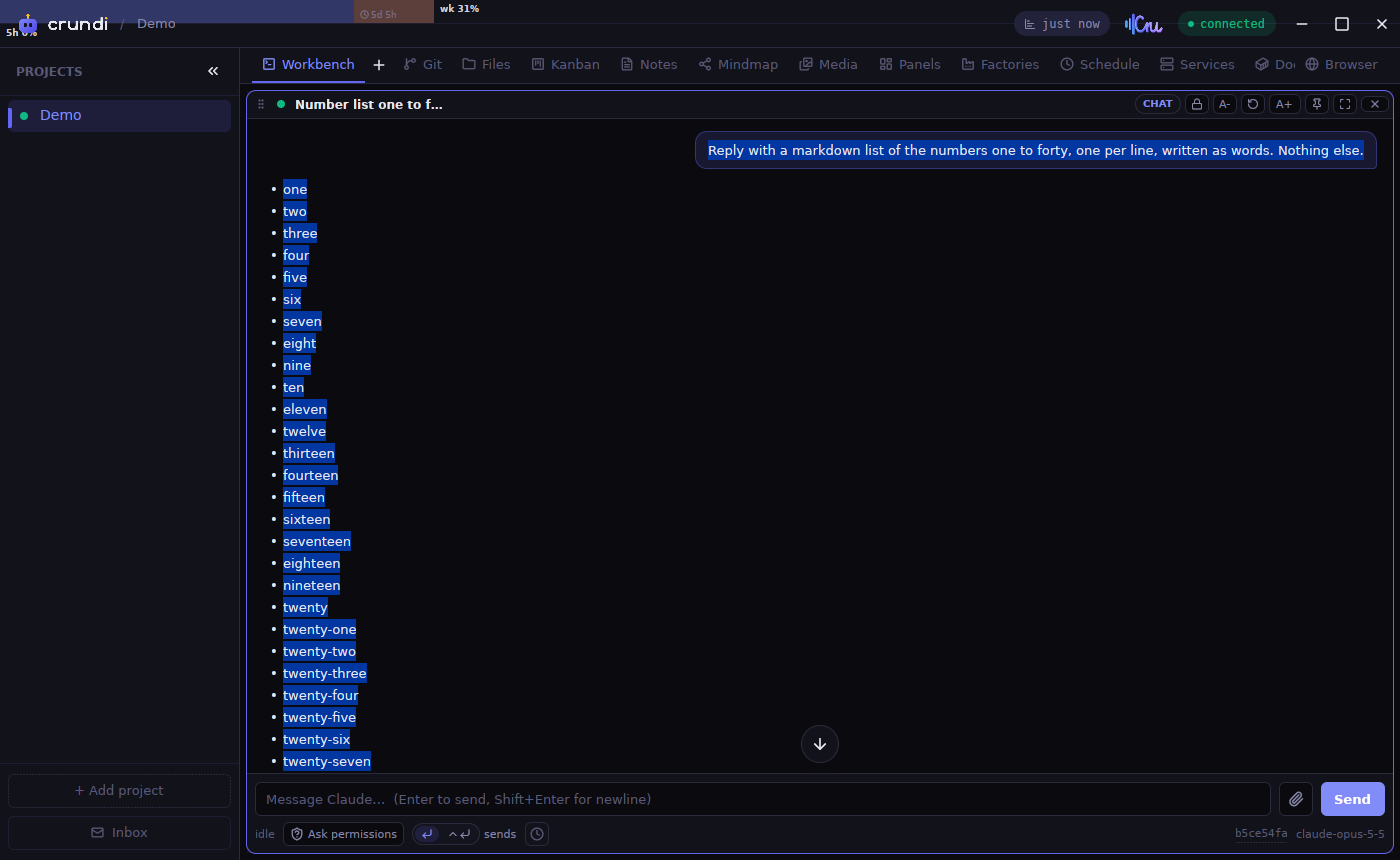 5d 5h
wk 31%
crundi / Demo
just now
Cru
connected
PROJECTS
Workbench
Git
Files
Kanban
Notes
Mindmap
Media
Panels
Factories
Schedule
Services
Browser
Demo
Number list one to f...
CHAT
A-
A+
Reply with a markdown list of the numbers one to forty, one per line, written as words. Nothing else.
• one
• two
• three
• four
• five
• six
• seven
• eight
• nine
• ten
• eleven
• twelve
• thirteen
• fourteen
• fifteen
• sixteen
• seventeen
• eighteen
• nineteen
• twenty
• twenty-one
• twenty-two
• twenty-three
• twenty-four
• twenty-five
• twenty-six
• twenty-seven
+ Add project
Inbox
Message Claude... (Enter to send, Shift+Enter for newline)
Send
idle
Ask permissions
sends
b5ce54fa
claude-opus-5-5